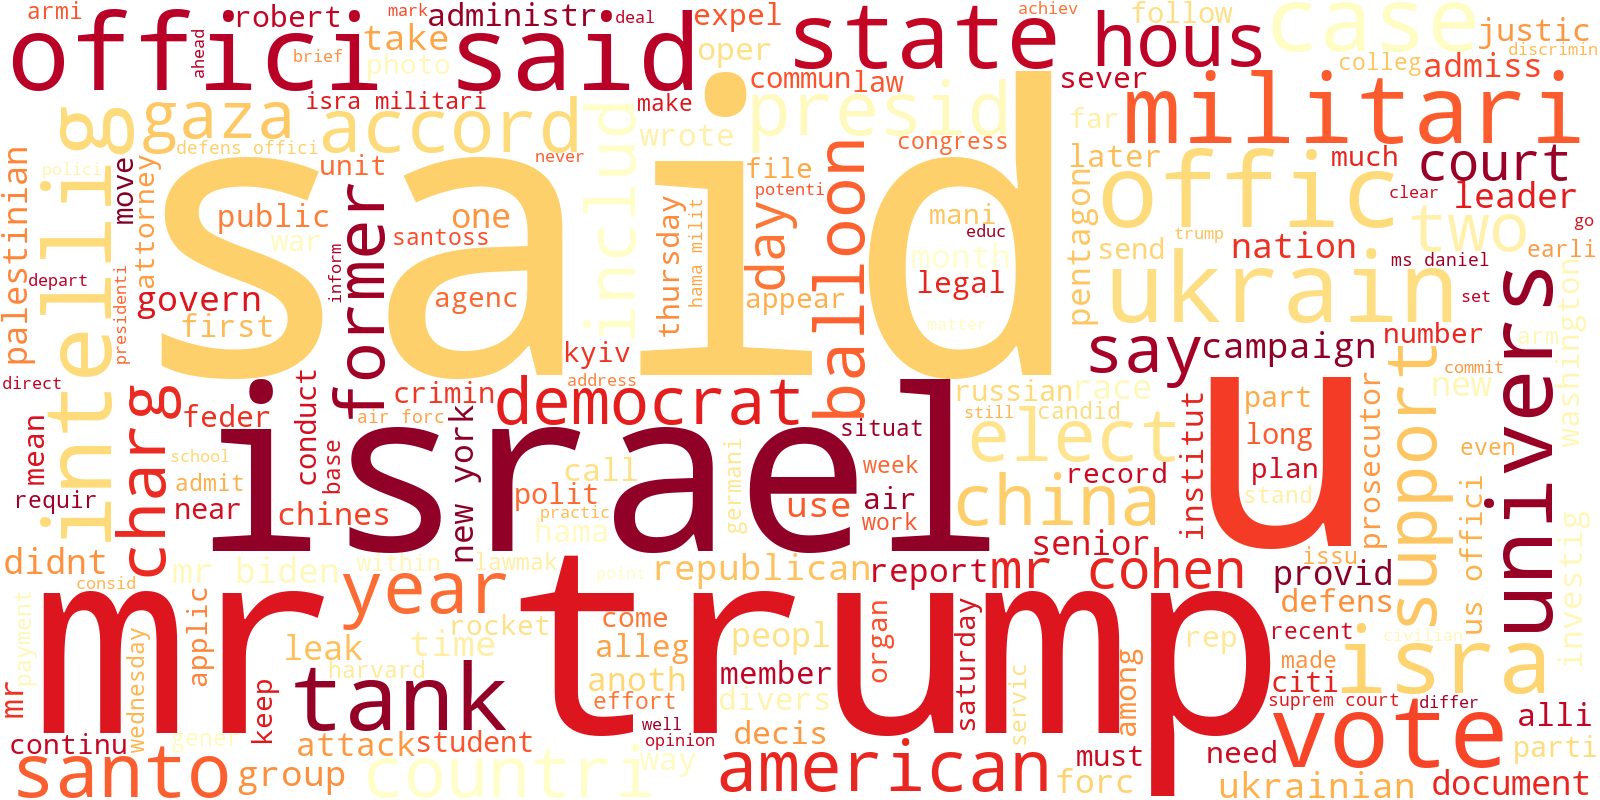 armi
offici
ahead
robert
brief
take
photo
mark
administr
said
deal
expel
oper
state
achiev
hous
follow
case
justic
discrimin
colleg
admiss
sever
commun
law
presid
make
wrote
isra militari
includ
accord
gaza
intellig
defens offici
polici
palestinian
move
attorney
unit
never
former
public
one
war
santoss
inform
depart
presidenti
govern
first
agenc
said
file
potenti
balloon
day
thursday
hama milit
appear
congress
mani
educ
month
legal
matter
far
militari
later
much
court
clear
leader
offic
pentagon
send
trump
nation
two
go
earli
ms daniel
set
ukrain
number
arm
washington
univers
say
campaign
commit
new
kyiv
address
crimin
air forc
democrat
direct
charg
feder
conduct
mean
school
admit
base
requir
near
chines
israel
new york
call
polit
practic
hama
germani
situat
week
use
air
work
russian
race
still
candid
elect
record
china
institut
u
part
long
plan
stand
prosecutor
support
even
us offici
investig
senior
issu
didnt
consid
mr biden
within
lawmak
point
republican
report
mr cohen
provid
defens
payment
mr
wednesday
applic
mr trump
year
leak
time
harvard
rocket
come
alleg
anoth
effort
peopl
member
divers
organ
saturday
servic
among
rep
recent
civilian
made
isra
citi
suprem court
differ
alli
continu
gener
keep
tank
attack
student
well
opinion
decis
must
need
vote
parti
santo
group
countri
way
american
forc
ukrainian
document